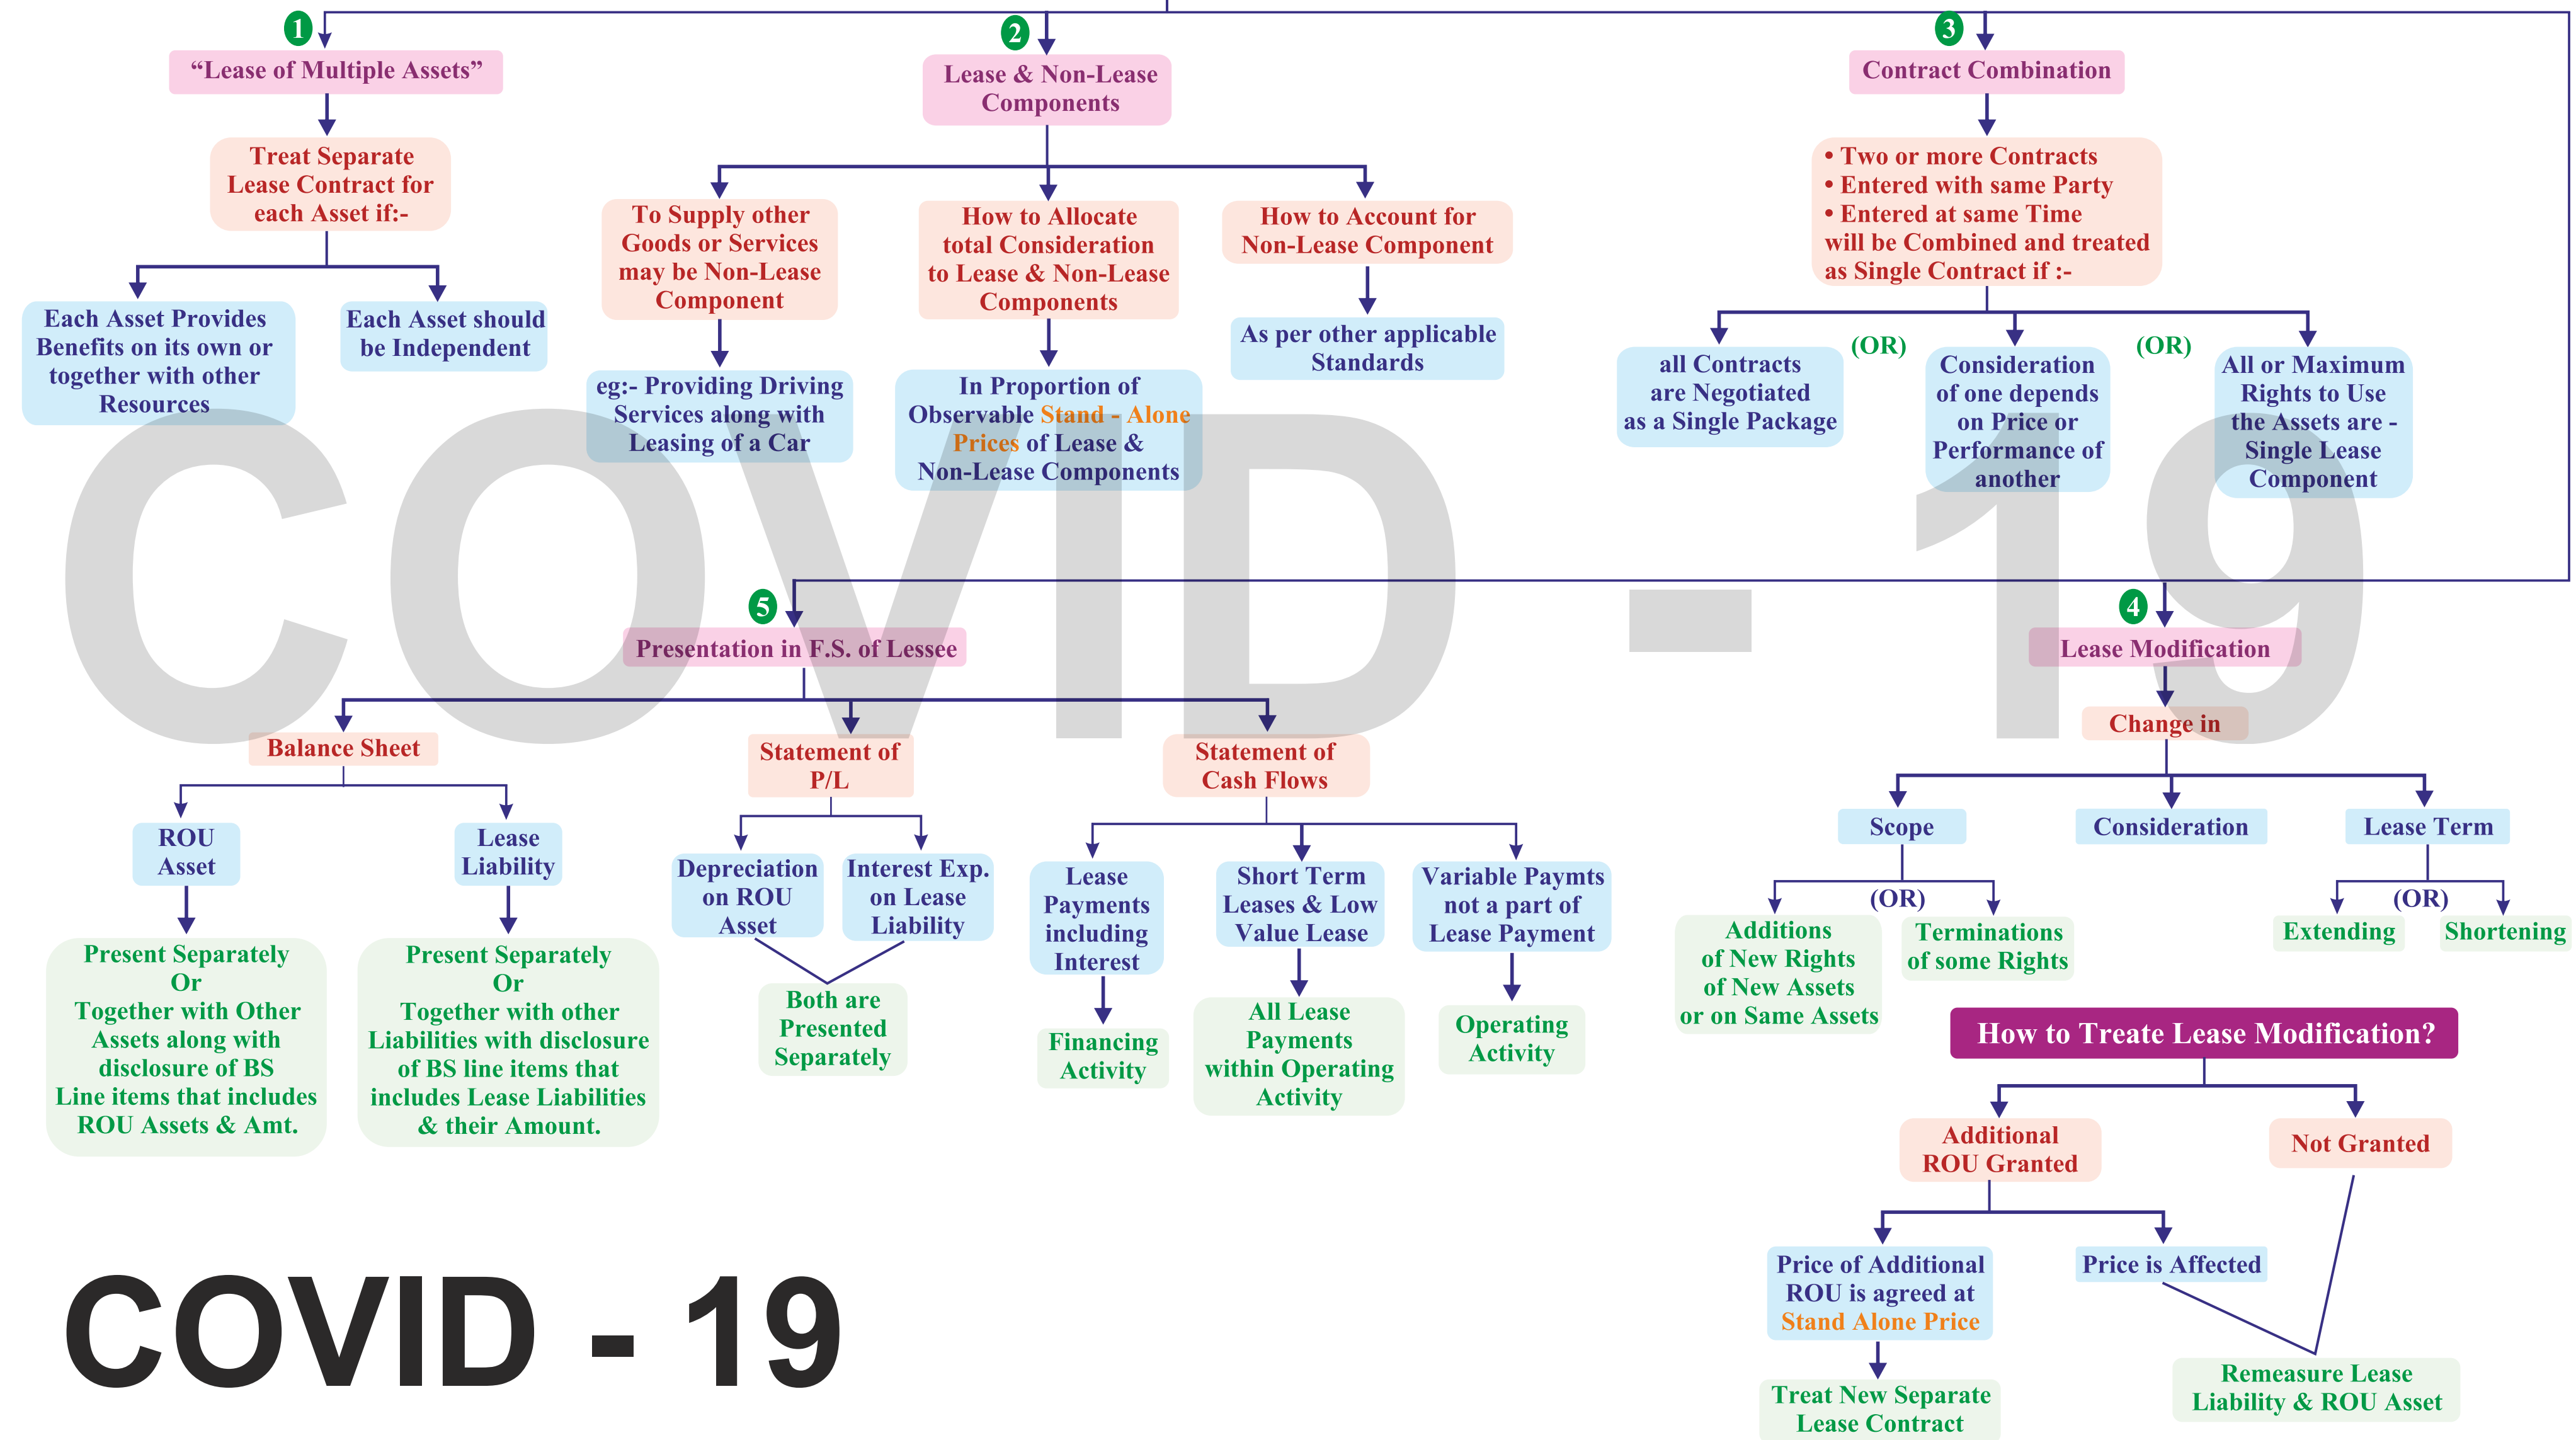 1
“Lease of Multiple Assets”
Treat Separate
Lease Contract for
each Asset if:-
Each Asset Provides
Benefits on its own or
together with other
Resources
Each Asset should
be Independent
2
Lease & Non-Lease
Components
To Supply other
Goods or Services
may be Non-Lease
Component
eg:- Providing Driving
Services along with
Leasing of a Car
How to Allocate
total Consideration
to Lease & Non-Lease
Components
In Proportion of
Observable Stand - Alone
Prices of Lease &
Non-Lease Components
How to Account for
Non-Lease Component
As per other applicable
Standards
3
Contract Combination
• Two or more Contracts
• Entered with same Party
• Entered at same Time
will be Combined and treated
as Single Contract if :-
all Contracts
are Negotiated
as a Single Package
(OR)
Consideration
of one depends
on Price or
Performance of
another
(OR)
All or Maximum
Rights to Use
the Assets are -
Single Lease
Component
COVID - 19
5
Presentation in F.S. of Lessee
Balance Sheet
ROU
Asset
Present Separately
Or
Together with Other
Assets along with
disclosure of BS
Line items that includes
ROU Assets & Amt.
Lease
Liability
Present Separately
Or
Together with other
Liabilities with disclosure
of BS line items that
includes Lease Liabilities
& their Amount.
Statement of
P/L
Depreciation
on ROU
Asset
Interest Exp.
on Lease
Liability
Both are
Presented
Separately
Statement of
Cash Flows
Lease
Payments
including
Interest
Financing
Activity
Short Term
Leases & Low
Value Lease
All Lease
Payments
within Operating
Activity
Variable Paymts
not a part of
Lease Payment
Operating
Activity
4
Lease Modification
Change in
Scope
Additions
of New Rights
of New Assets
or on Same Assets
(OR)
Terminations
of some Rights
Consideration
Lease Term
Extending
(OR)
Shortening
How to Treate Lease Modification?
Additional
ROU Granted
Price of Additional
ROU is agreed at
Stand Alone Price
Treat New Separate
Lease Contract
Price is Affected
Not Granted
Remeasure Lease
Liability & ROU Asset
COVID - 19